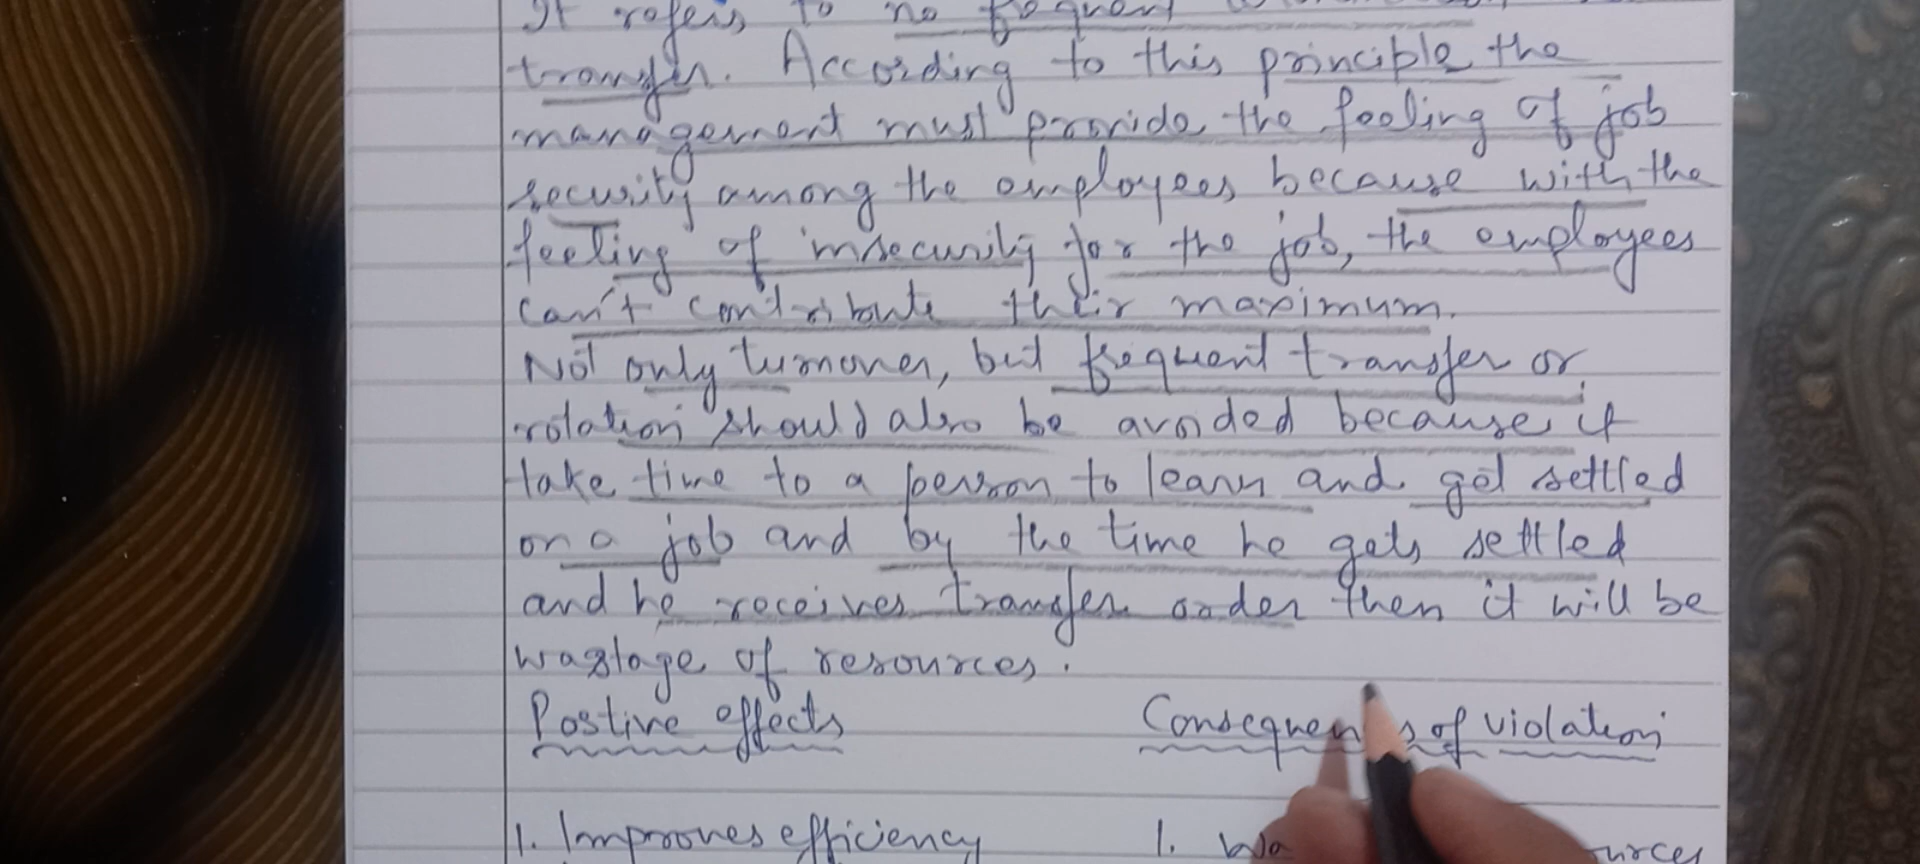 It refers to no frequent
transfer. According to this principle the
management must provide the feeling of job
security among the employees because with the
feeling of insecurity for the job, the employees
can't contribute their maximum.
Not only turnover, but frequent transfer or
rotation should also be avoided because it
take time to a person to learn and get settled
on a job and by the time he gets settled
and he receives transfer order then it will be
wastage of resources.
Postive effects Consequen s of violation
1. Improves efficiency 1. Wa urces